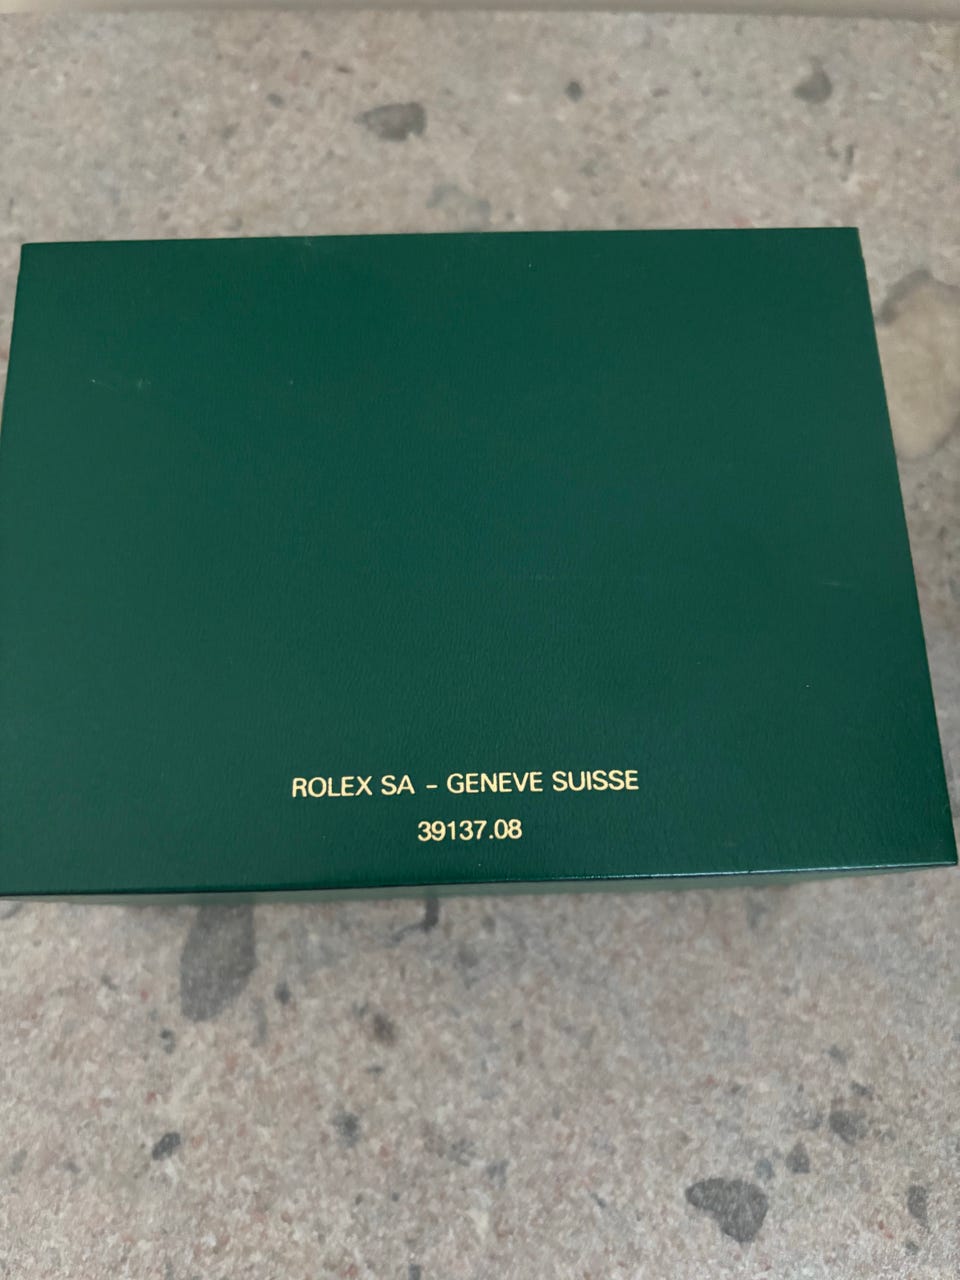 ROLEX SA - GENEVE SUISSE
39137.08